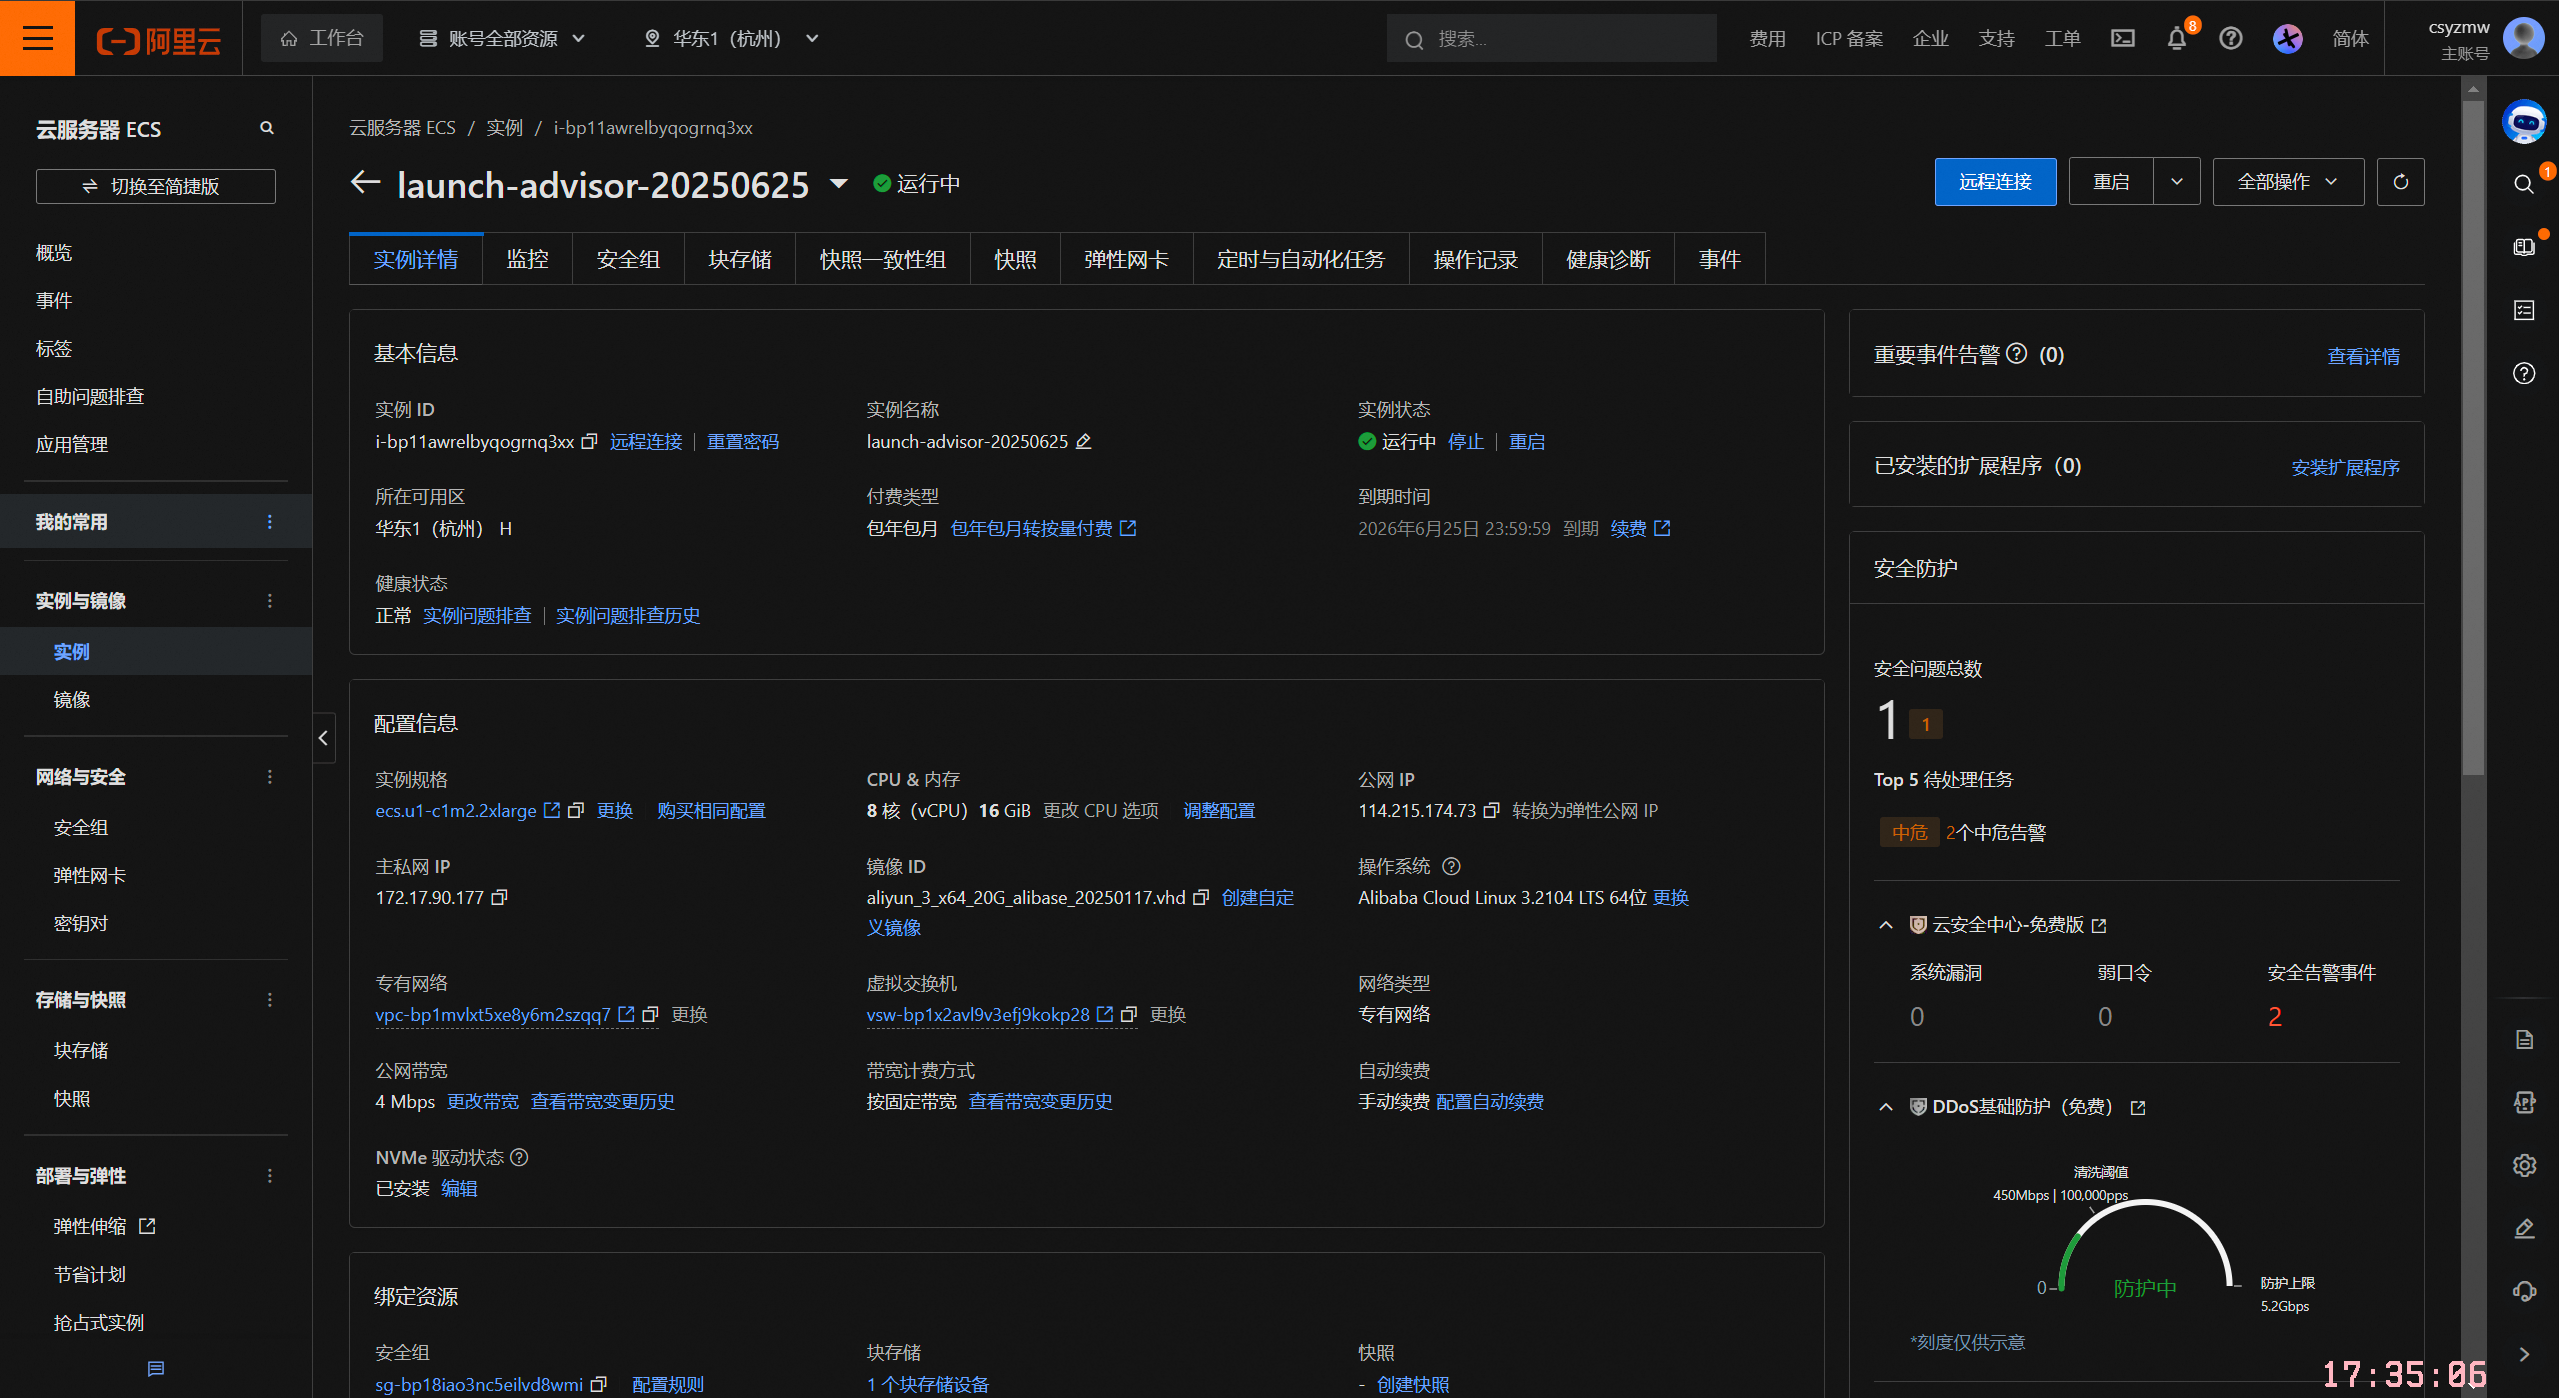 阿里云
工作台
账号全部资源
华东1（杭州）
搜索...
费用
ICP 备案
企业
支持
工单
8
简体
csyzmw
主账号
云服务器 ECS
切换至简捷版
概览
事件
标签
自助问题排查
应用管理
我的常用
实例与镜像
实例
镜像
网络与安全
安全组
弹性网卡
密钥对
存储与快照
块存储
快照
部署与弹性
弹性伸缩
节省计划
抢占式实例
云服务器 ECS / 实例 / i-bp11awrelbyqogrnq3xx
launch-advisor-20250625 运行中
远程连接
重启
全部操作
实例详情
监控
安全组
块存储
快照一致性组
快照
弹性网卡
定时与自动化任务
操作记录
健康诊断
事件
基本信息
实例 ID
i-bp11awrelbyqogrnq3xx 远程连接 | 重置密码
实例名称
launch-advisor-20250625
实例状态
运行中 停止 | 重启
所在可用区
华东1（杭州） H
付费类型
包年包月 包年包月转按量付费
到期时间
2026年6月25日 23:59:59 到期 续费
健康状态
正常 实例问题排查 | 实例问题排查历史
配置信息
实例规格
ecs.u1-c1m2.2xlarge 更换 购买相同配置
CPU & 内存
8 核（vCPU）16 GiB 更改 CPU 选项 调整配置
公网 IP
114.215.174.73 转换为弹性公网 IP
主私网 IP
172.17.90.177
镜像 ID
aliyun_3_x64_20G_alibase_20250117.vhd 创建自定
义镜像
操作系统
Alibaba Cloud Linux 3.2104 LTS 64位 更换
专有网络
vpc-bp1mvlxt5xe8y6m2szqq7 更换
虚拟交换机
vsw-bp1x2avl9v3efj9kokp28 更换
网络类型
专有网络
公网带宽
4 Mbps 更改带宽 查看带宽变更历史
带宽计费方式
按固定带宽 查看带宽变更历史
自动续费
手动续费 配置自动续费
NVMe 驱动状态
已安装 编辑
绑定资源
安全组
sg-bp18iao3nc5eilvd8wmi 配置规则
块存储
1 个块存储设备
快照
- 创建快照
重要事件告警 (0)
查看详情
已安装的扩展程序（0）
安装扩展程序
安全防护
安全问题总数
1 1
Top 5 待处理任务
中危 2个中危告警
云安全中心-免费版
系统漏洞
0
弱口令
0
安全告警事件
2
DDoS基础防护（免费）
清洗阈值
450Mbps | 100,000pps
0
防护中
防护上限
5.2Gbps
*刻度仅供示意
1
APP
17:35:06